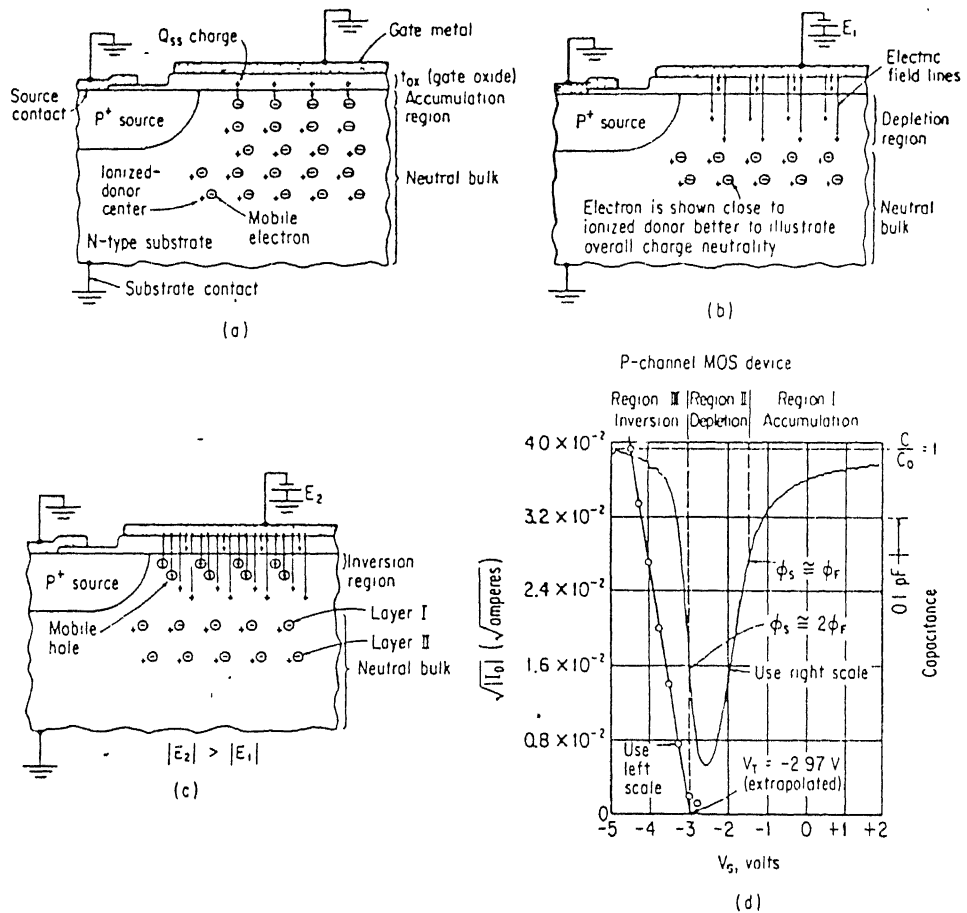 Q_SS charge
Gate metal
t_ox (gate oxide)
Accumulation
region
Source
contact
P+ source
Ionized-
donor
center
Mobile
electron
Neutral bulk
N-type substrate
Substrate contact
(a)
E1
Electric
field lines
P+ source
Depletion
region
Electron is shown close to
ionized donor better to illustrate
overall charge neutrality
Neutral
bulk
(b)
E2
P+ source
Inversion
region
Mobile
hole
Layer I
Layer II
Neutral bulk
|E2| > |E1|
(c)
P-channel MOS device
Region III
Inversion
Region II
Depletion
Region I
Accumulation
4.0 × 10⁻²
3.2 × 10⁻²
2.4 × 10⁻²
1.6 × 10⁻²
0.8 × 10⁻²
0
√|I_D| (√amperes)
C/C₀ = 1
0.1 pF
Capacitance
ϕS ≅ ϕF
ϕS ≅ 2ϕF
Use right scale
Use
left
scale
V_T = -2.97 V
(extrapolated)
-5 -4 -3 -2 -1 0 +1 +2
volts
(d)